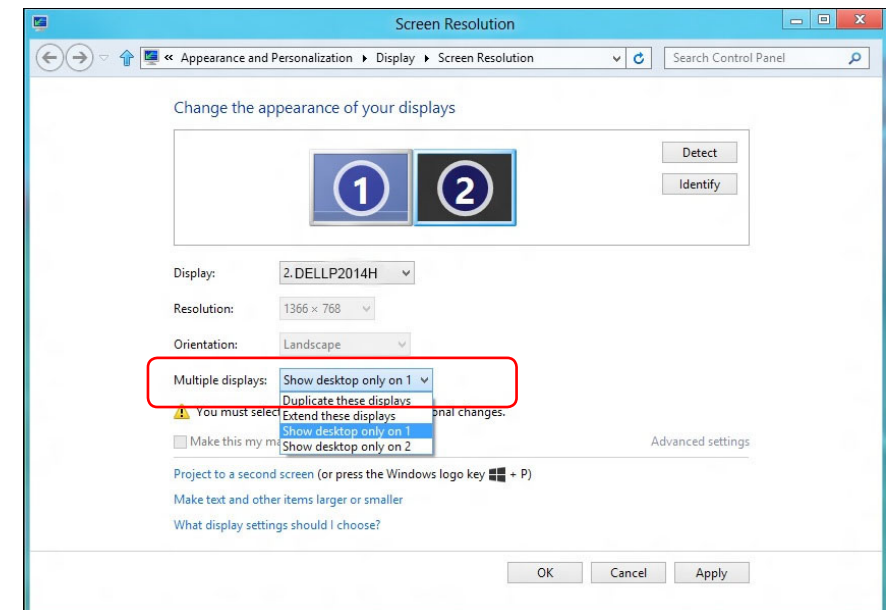 Screen Resolution
« Appearance and Personalization Display Screen Resolution Search Control Panel
Change the appearance of your displays
1 2
Detect
Identify
Display: 2.DELLP2014H
Resolution: 1366 × 768
Orientation: Landscape
Multiple displays: Show desktop only on 1
Duplicate these displays
You must select onal changes.
Extend these displays
Show desktop only on 1
Make this my Advanced settings
Show desktop only on 2
Project to a second screen (or press the Windows logo key + P)
Make text and other items larger or smaller
What display settings should I choose?
OK Cancel Apply